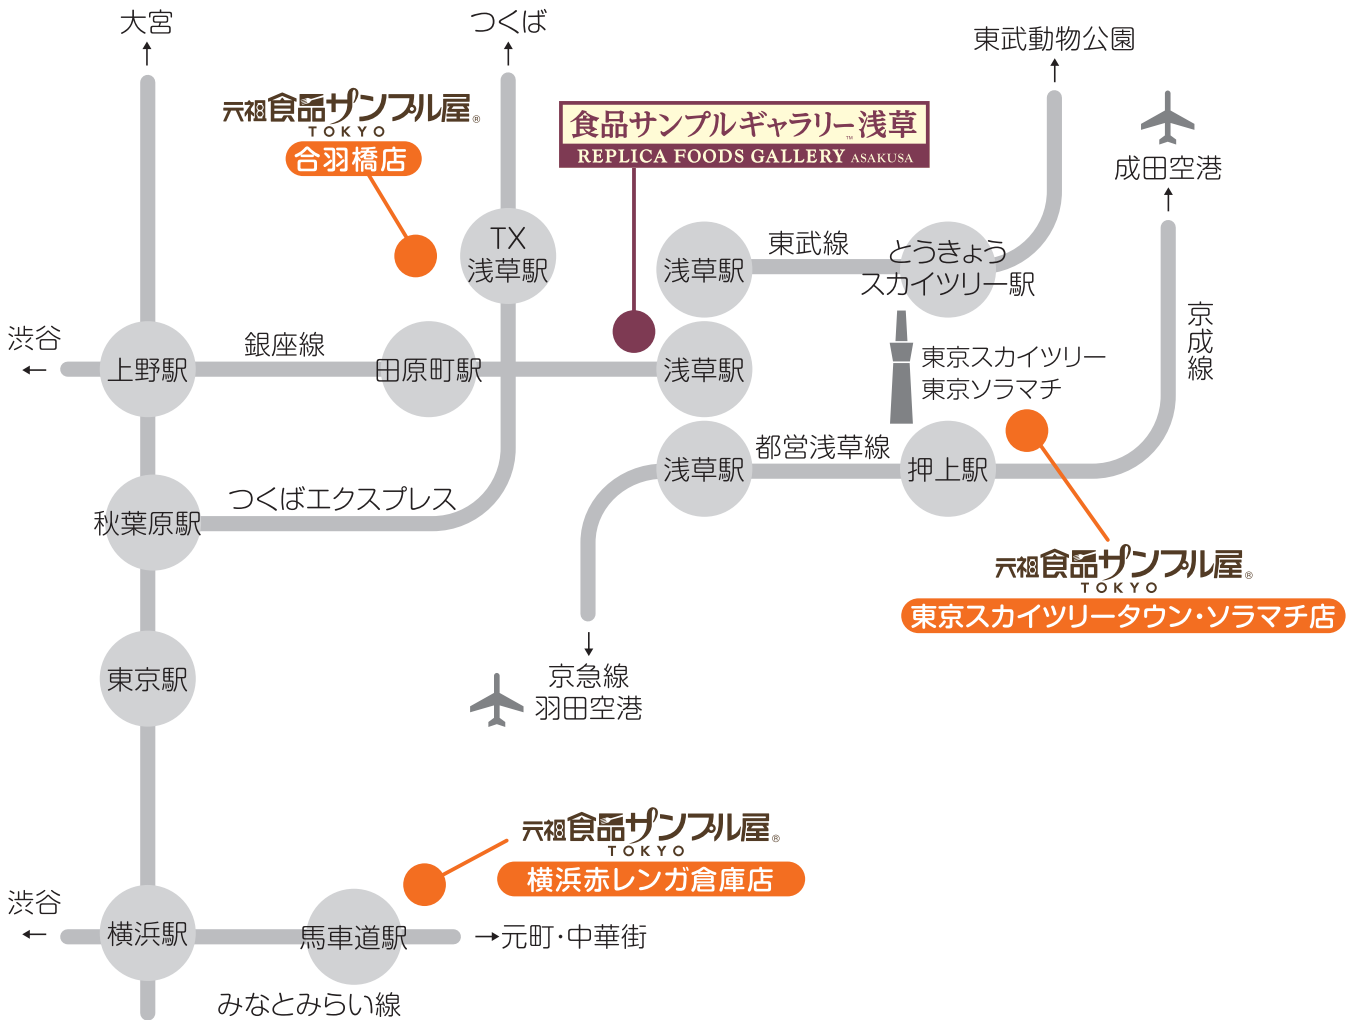 大宮
つくば
東武動物公園
元祖食品サンプル屋®
TOKYO
合羽橋店
食品サンプルギャラリー™浅草
REPLICA FOODS GALLERY ASAKUSA
成田空港
TX
浅草駅
浅草駅
東武線
とうきょう
スカイツリー駅
京成線
渋谷
上野駅
銀座線
田原町駅
浅草駅
東京スカイツリー
東京ソラマチ
浅草駅
都営浅草線
押上駅
秋葉原駅
つくばエクスプレス
元祖食品サンプル屋®
TOKYO
東京スカイツリータウン・ソラマチ店
東京駅
京急線
羽田空港
元祖食品サンプル屋®
TOKYO
横浜赤レンガ倉庫店
渋谷
横浜駅
馬車道駅
元町・中華街
みなとみらい線